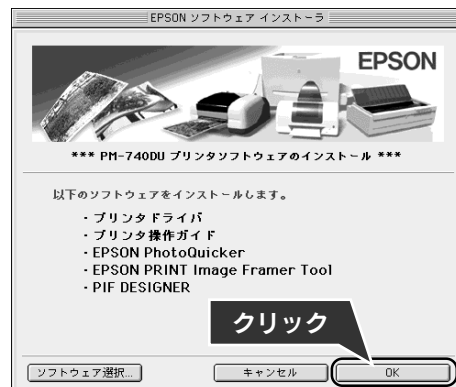 EPSON ソフトウェア インストーラ
EPSON
*** PM-740DU プリンタソフトウェアのインストール ***
以下のソフトウェアをインストールします。
・プリンタドライバ
・プリンタ操作ガイド
・EPSON PhotoQuicker
・EPSON PRINT Image Framer Tool
・PIF DESIGNER
クリック
ソフトウェア選択...
キャンセル
OK